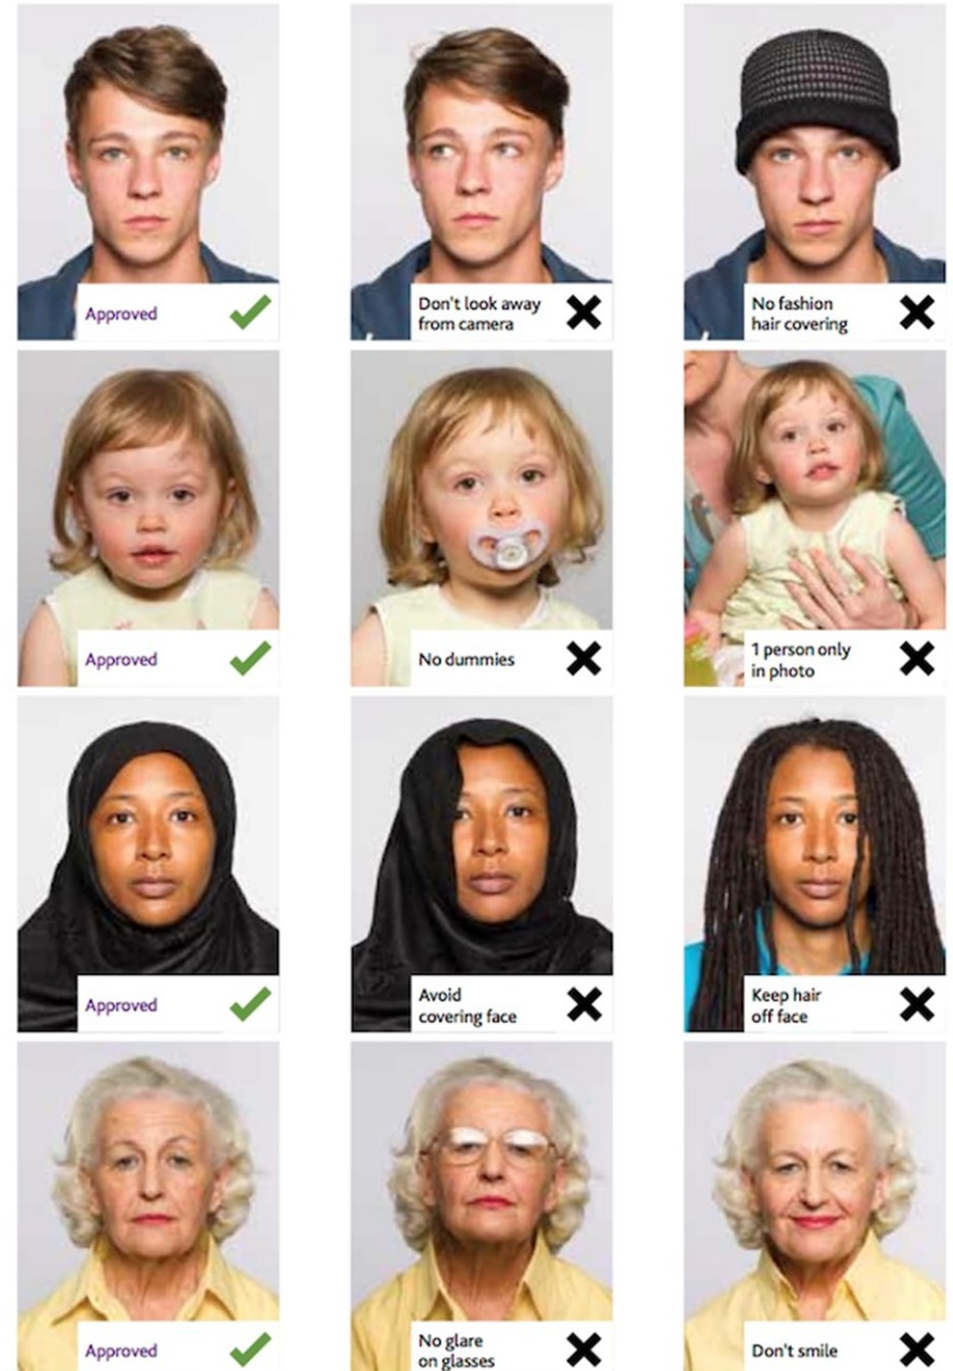 Approved
Don't look away
from camera
No fashion
hair covering
Approved
No dummies
1 person only
in photo
Approved
Avoid
covering face
Keep hair
off face
Approved
No glare
on glasses
Don't smile